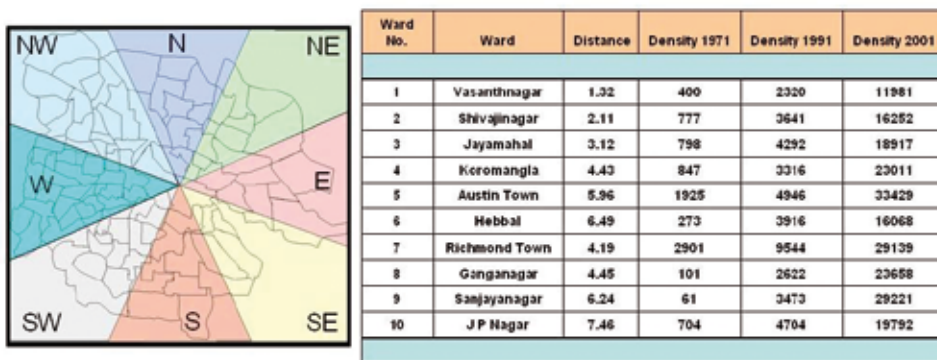 NW N NE
W E
SW S SE
Ward No. Ward Distance Density 1971 Density 1991 Density 2001
1 Vasanthnagar 1.32 400 2320 11981
2 Shivajinagar 2.11 777 3641 16252
3 Jayamahal 3.12 798 4292 18917
4 Koromangla 4.43 847 3316 23011
5 Austin Town 5.96 1925 4946 33429
6 Hebbal 6.49 273 3916 16068
7 Richmond Town 4.19 2901 9544 29139
8 Ganganagar 4.45 101 2622 23658
9 Sanjayanagar 6.24 61 3473 29221
10 J P Nagar 7.46 704 4704 19792